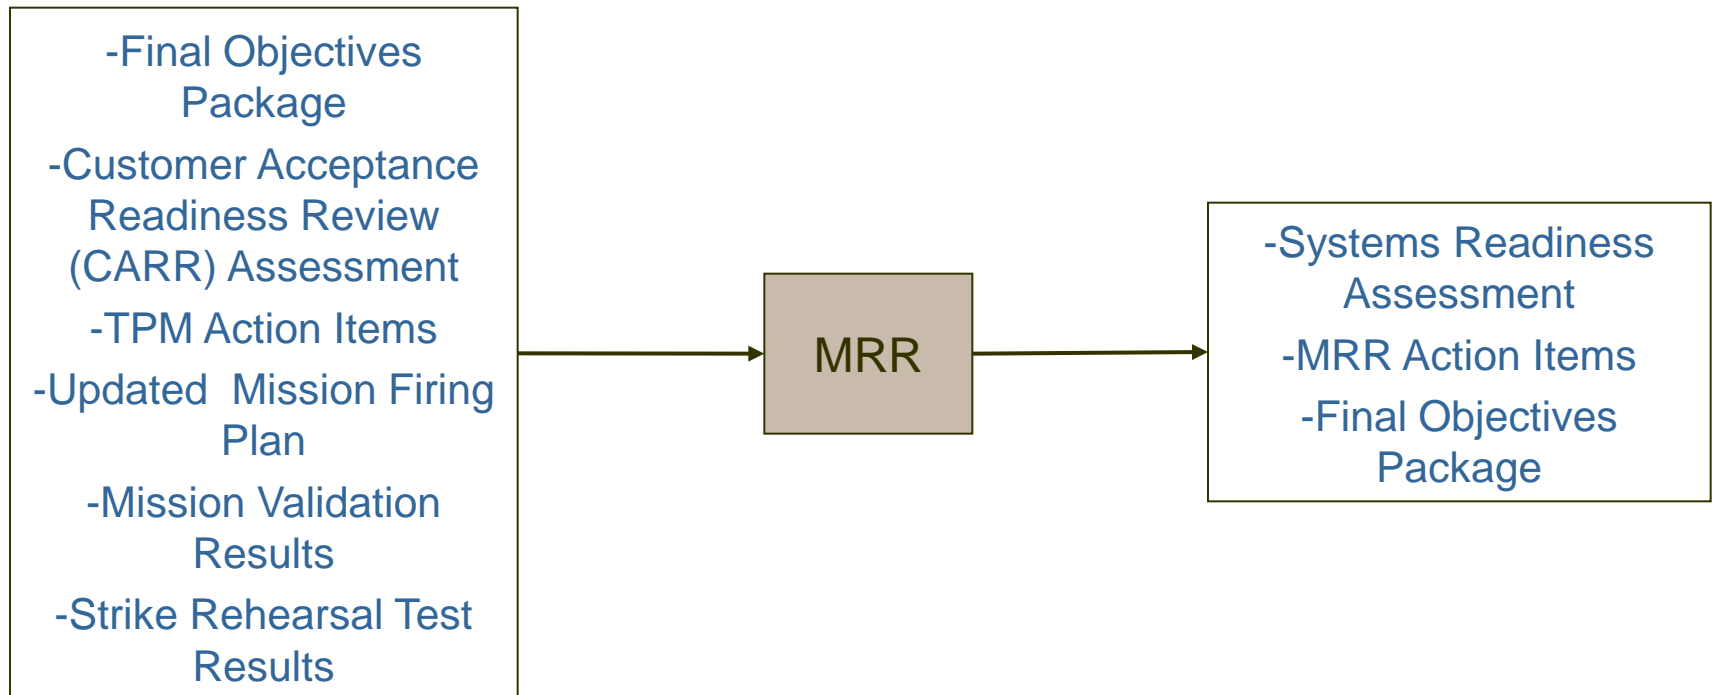 -Final Objectives
Package
-Customer Acceptance
Readiness Review
(CARR) Assessment
-TPM Action Items
-Updated  Mission Firing
Plan
-Mission Validation
Results
-Strike Rehearsal Test
Results
MRR
-Systems Readiness
Assessment
-MRR Action Items
-Final Objectives
Package